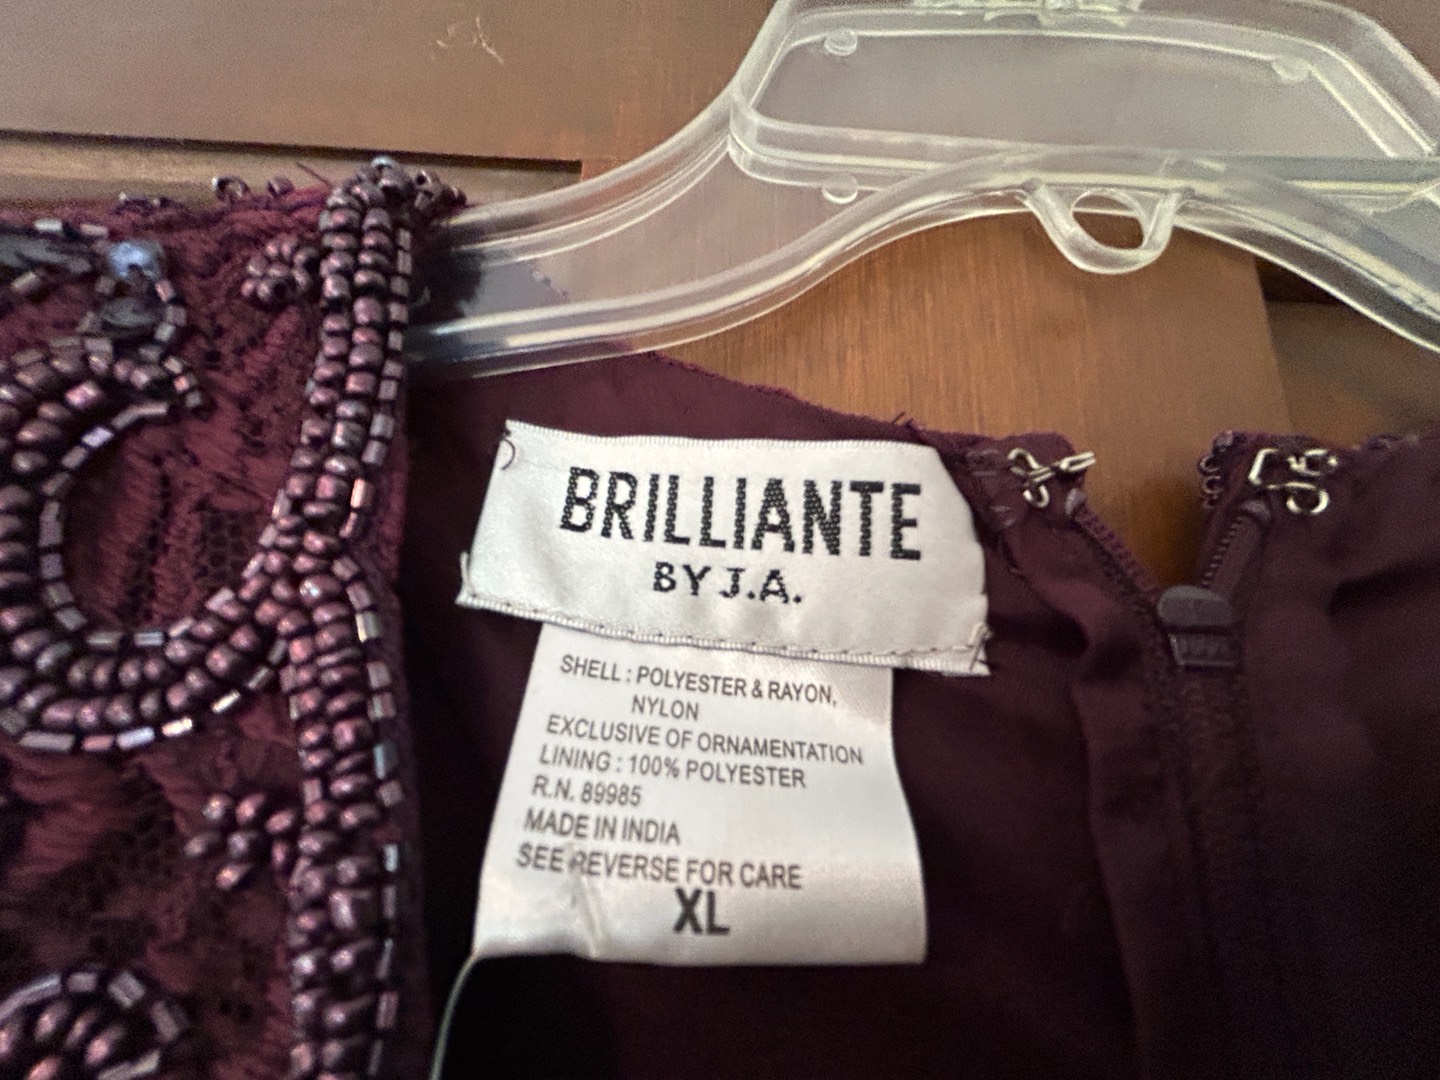 BRILLIANTE
BY J.A.
SHELL : POLYESTER & RAYON,
NYLON
EXCLUSIVE OF ORNAMENTATION
LINING : 100% POLYESTER
R.N. 89985
MADE IN INDIA
SEE REVERSE FOR CARE
XL